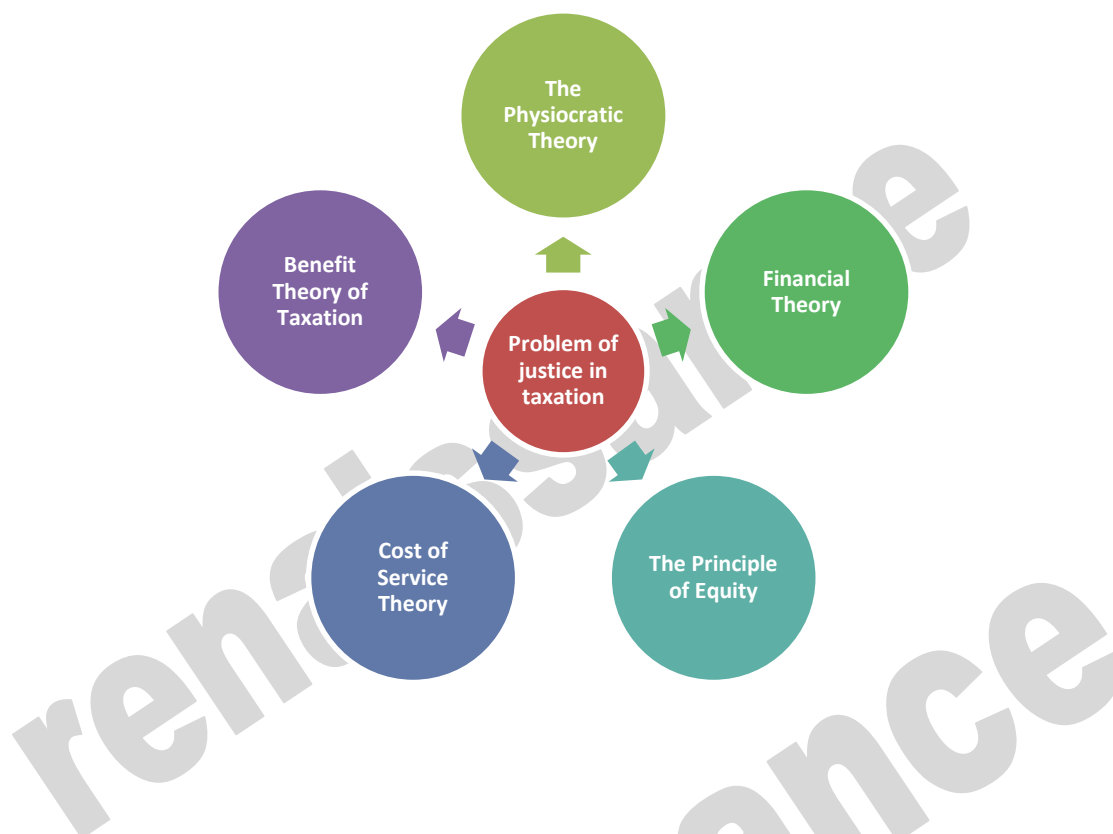 The
Physiocratic
Theory
Benefit
Theory of
Taxation
Financial
Theory
Problem of
justice in
taxation
Cost of
Service
Theory
The Principle
of Equity
renaissance
ance